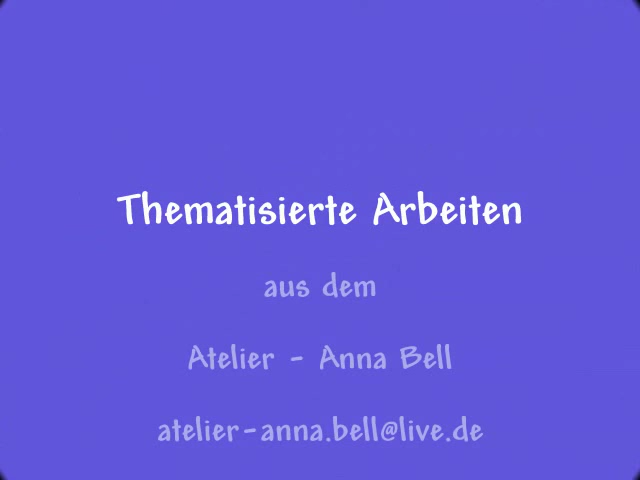 Thematisierte Arbeiten
aus dem
Atelier - Anna Bell
atelier-anna.bell@live.de